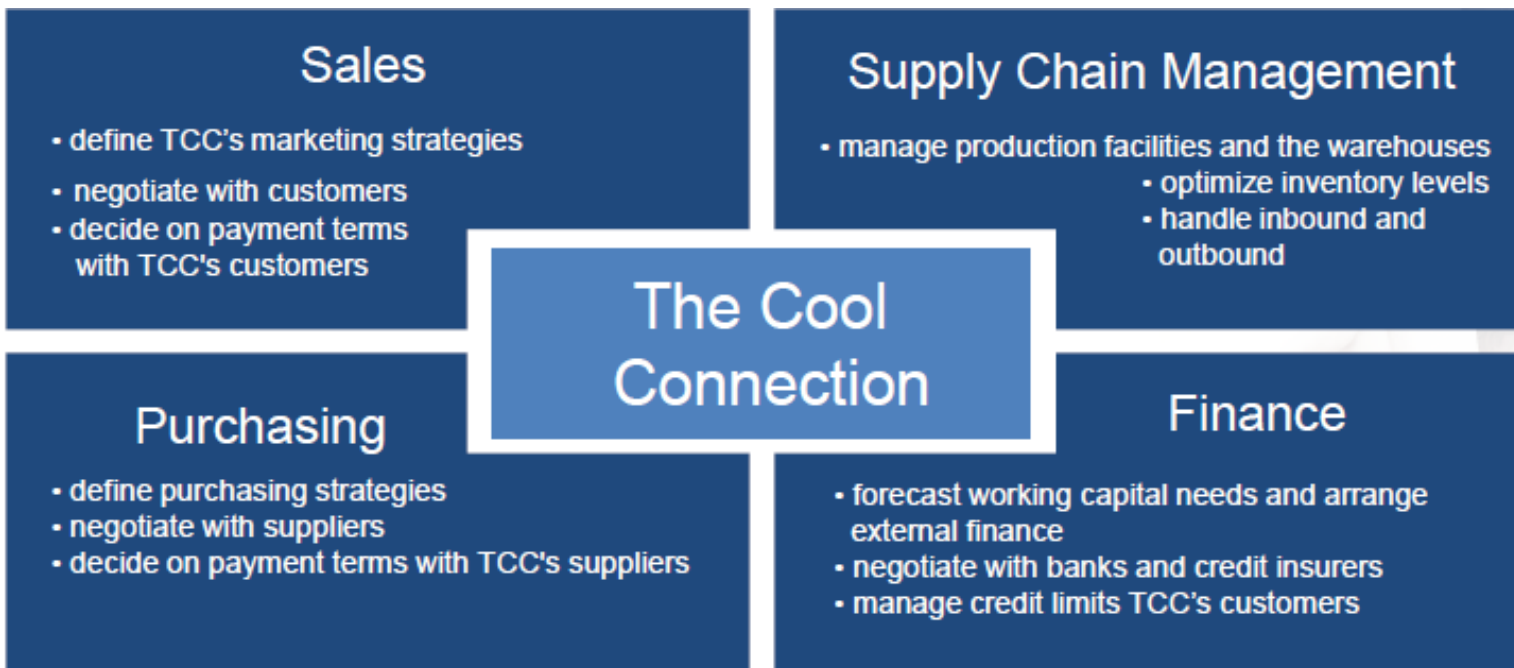 Sales
• define TCC's marketing strategies
• negotiate with customers
• decide on payment terms
with TCC's customers
Supply Chain Management
• manage production facilities and the warehouses
• optimize inventory levels
• handle inbound and
outbound
The Cool
Connection
Purchasing
• define purchasing strategies
• negotiate with suppliers
• decide on payment terms with TCC's suppliers
Finance
• forecast working capital needs and arrange
external finance
• negotiate with banks and credit insurers
• manage credit limits TCC's customers